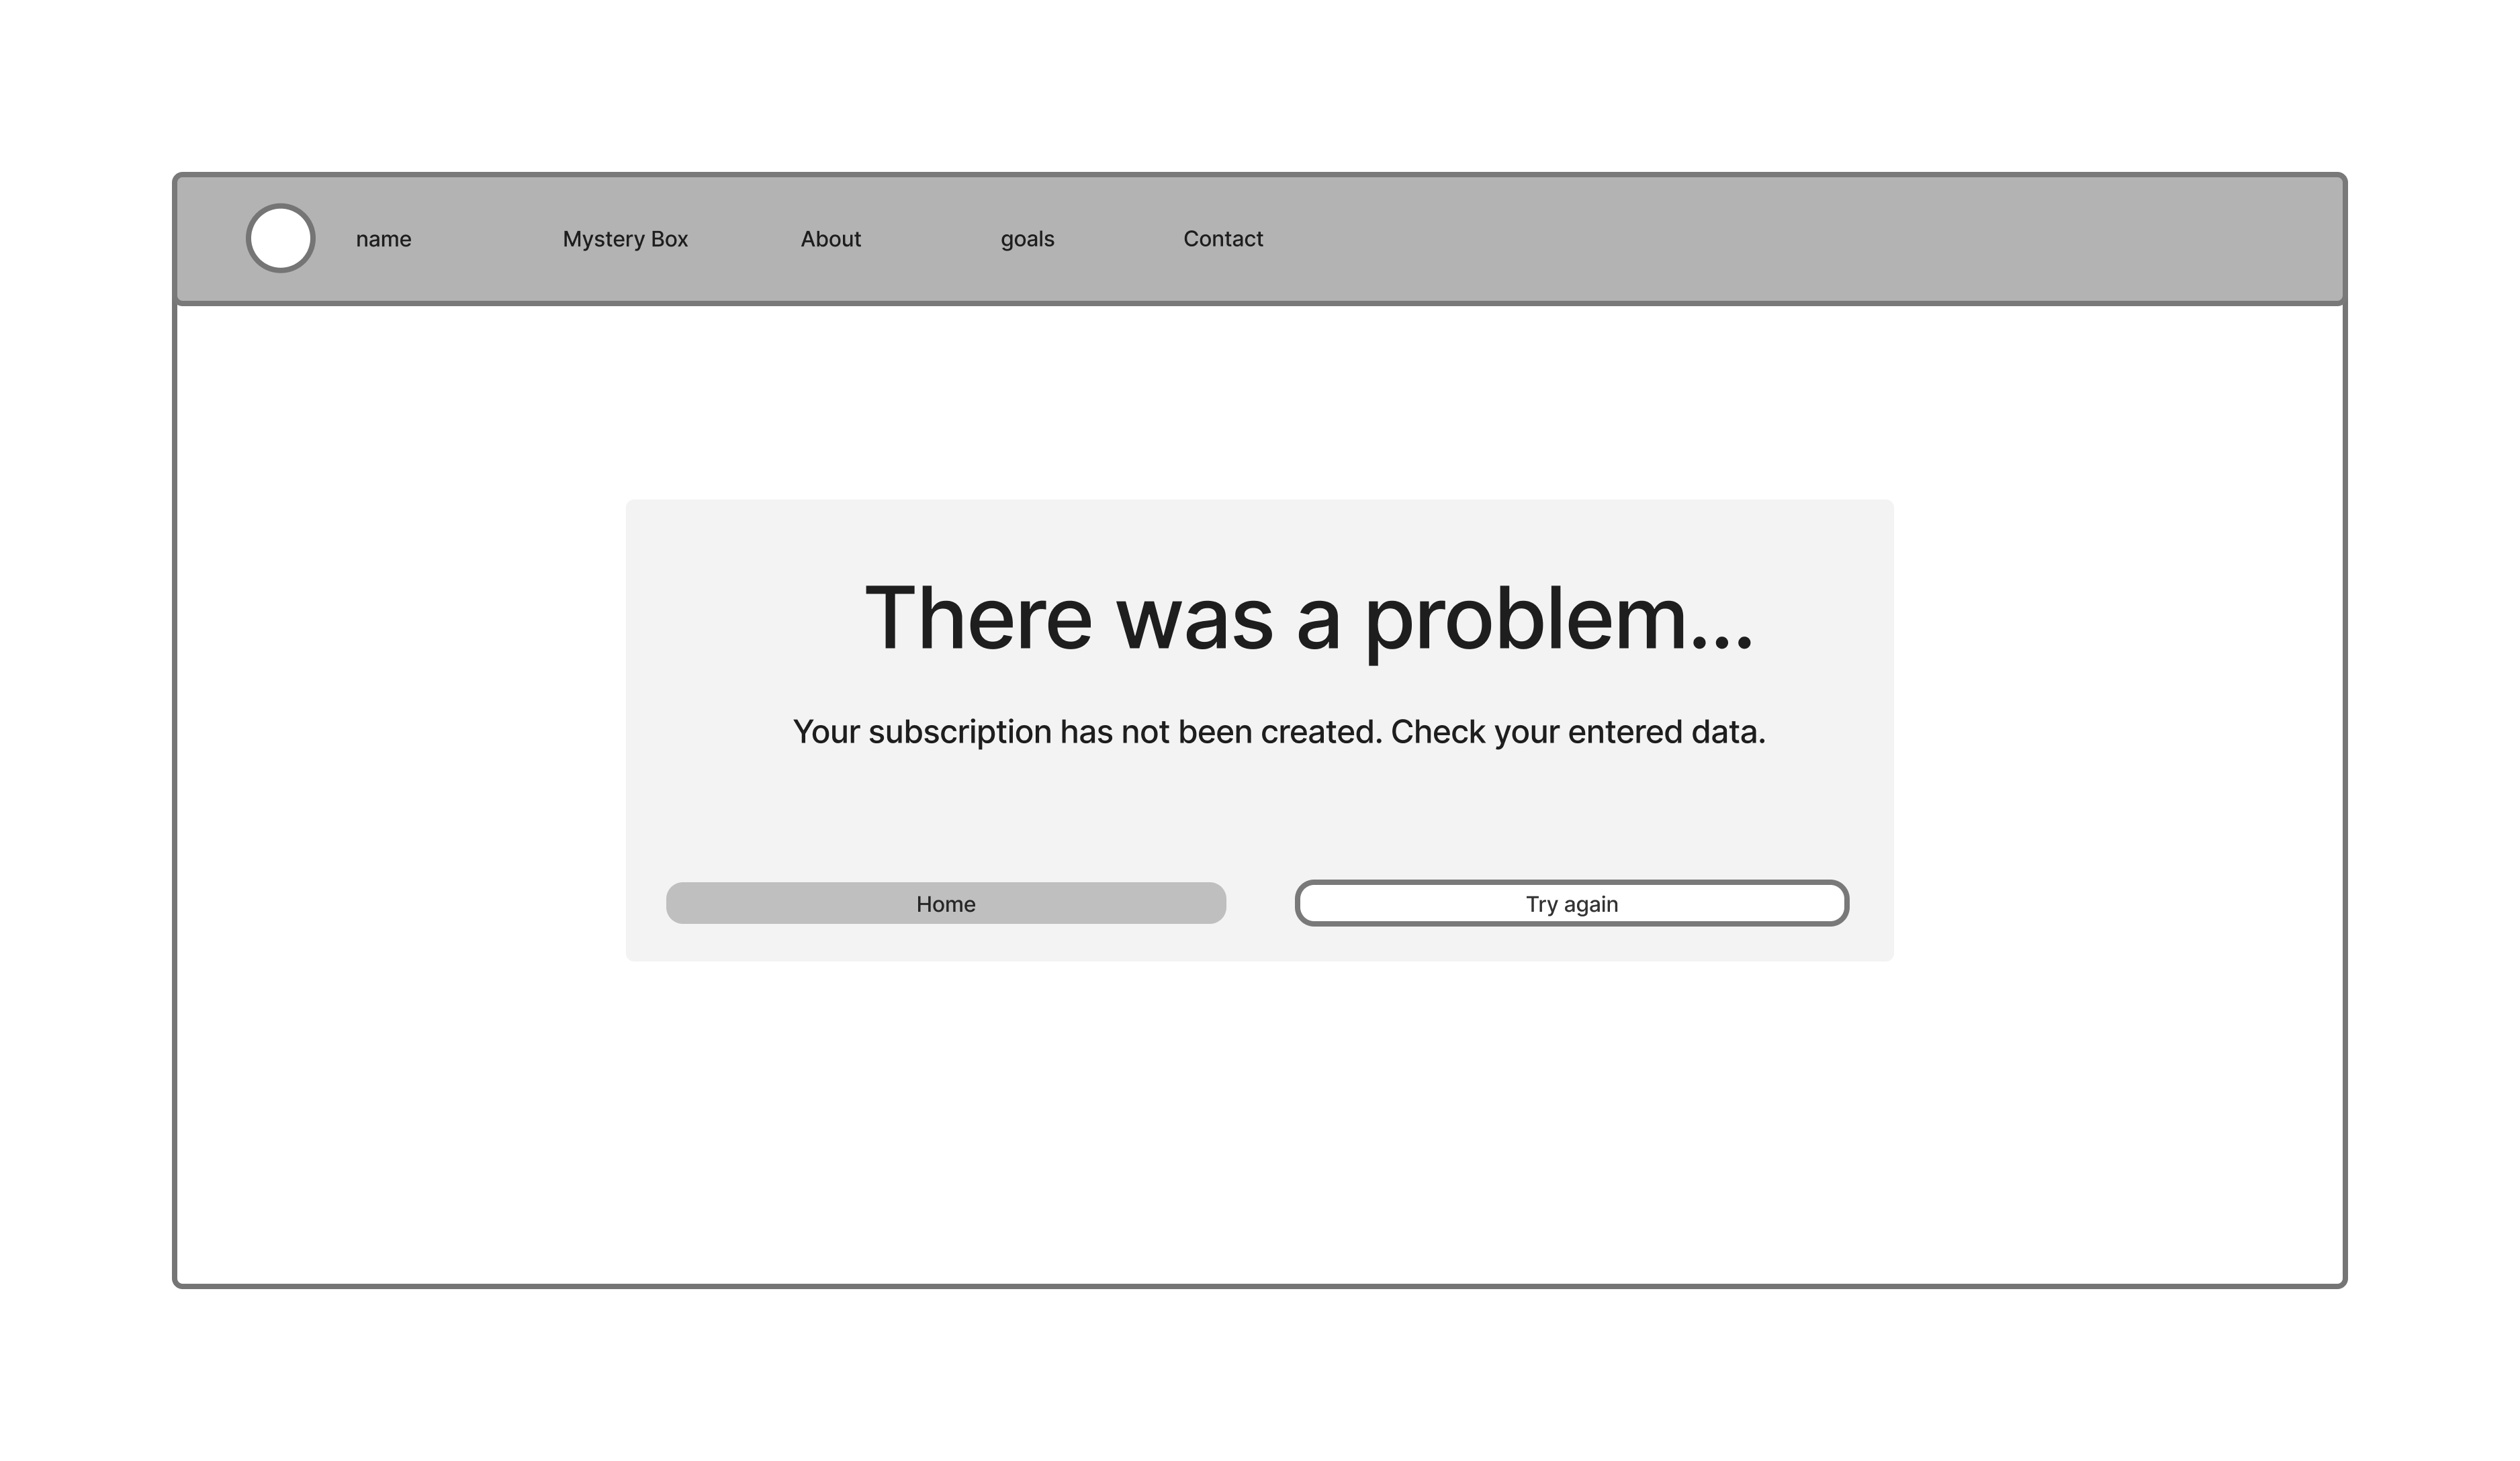 name Mystery Box About goals Contact
There was a problem...
Your subscription has not been created. Check your entered data.
Home Try again